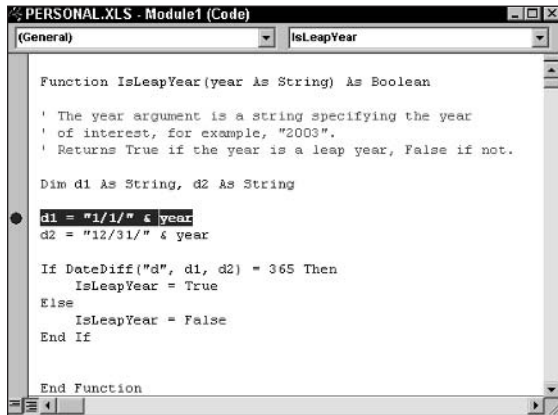 PERSONAL.XLS - Module1 (Code)
(General) IsLeapYear
Function IsLeapYear(year As String) As Boolean
' The year argument is a string specifying the year
' of interest, for example, "2003".
' Returns True if the year is a leap year, False if not.
Dim d1 As String, d2 As String
d1 = "1/1/" & year
d2 = "12/31/" & year
If DateDiff("d", d1, d2) = 365 Then
IsLeapYear = True
Else
IsLeapYear = False
End If
End Function